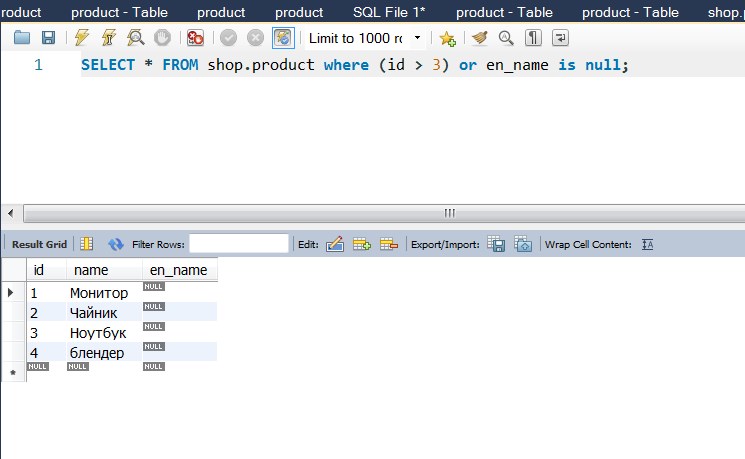 roduct product - Table product product SQL File 1* product - Table product - Table shop.
Limit to 1000 rc
1 SELECT * FROM shop.product where (id > 3) or en_name is null;
Result Grid Filter Rows: Edit: Export/Import: Wrap Cell Content:
id name en_name
1 Монитор NULL
2 Чайник NULL
3 Ноутбук NULL
4 блендер NULL
NULL NULL NULL